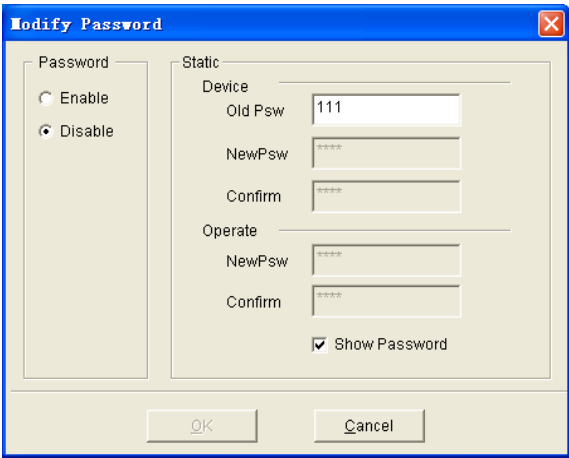 Modify Password
Password
Enable
Disable
Static
Device
Old Psw 111
NewPsw ****
Confirm ****
Operate
NewPsw ****
Confirm ****
Show Password
OK Cancel